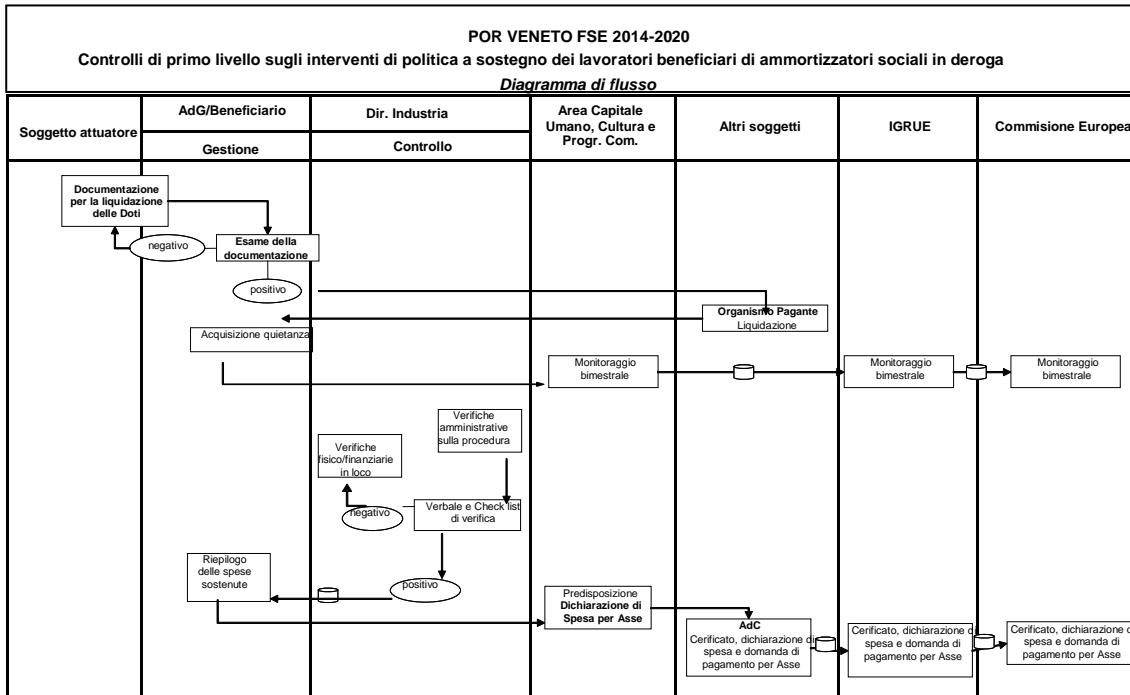 POR VENETO FSE 2014-2020
Controlli di primo livello sugli interventi di politica a sostegno dei lavoratori beneficiari di ammortizzatori sociali in deroga
Diagramma di flusso
Soggetto attuatore
AdG/Beneficiario
Gestione
Dir. Industria
Controllo
Area Capitale
Umano, Cultura e
Progr. Com.
Altri soggetti
IGRUE
Commisione Europea
Documentazione
per la liquidazione
delle Doti
negativo
Esame della
documentazione
positivo
Organismo Pagante
Liquidazione
Acquisizione quietanza
Monitoraggio
bimestrale
Monitoraggio
bimestrale
Monitoraggio
bimestrale
Verifiche
amministrative
sulla procedura
Verifiche
fisico/finanziarie
in loco
negativo
Verbale e Check list
di verifica
positivo
Riepilogo
delle spese
sostenute
Predisposizione
Dichiarazione di
Spesa per Asse
AdC
Cerificato, dichiarazione di
spesa e domanda di
pagamento per Asse
Cerificato, dichiarazione di
spesa e domanda di
pagamento per Asse
Cerificato, dichiarazione di
spesa e domanda di
pagamento per Asse